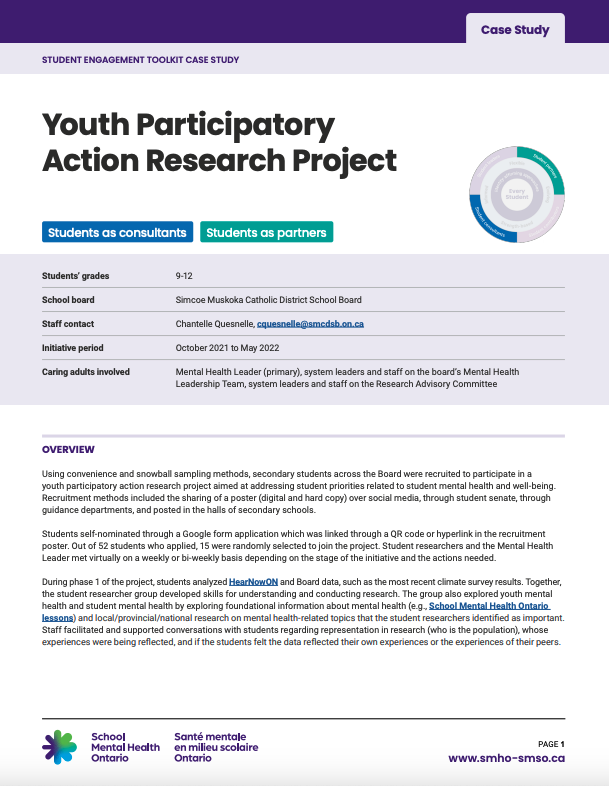 Case Study
STUDENT ENGAGEMENT TOOLKIT CASE STUDY
Youth Participatory
Action Research Project
Every
Student
Student partners
Student consultants
Students as consultants
Students as partners
Students' grades
9-12
School board
Simcoe Muskoka Catholic District School Board
Staff contact
Chantelle Quesnelle, cquesnelle@smcdsb.on.ca
Initiative period
October 2021 to May 2022
Caring adults involved
Mental Health Leader (primary), system leaders and staff on the board's Mental Health
Leadership Team, system leaders and staff on the Research Advisory Committee
OVERVIEW
Using convenience and snowball sampling methods, secondary students across the Board were recruited to participate in a
youth participatory action research project aimed at addressing student priorities related to student mental health and well-being.
Recruitment methods included the sharing of a poster (digital and hard copy) over social media, through student senate, through
guidance departments, and posted in the halls of secondary schools.
Students self-nominated through a Google form application which was linked through a QR code or hyperlink in the recruitment
poster. Out of 52 students who applied, 15 were randomly selected to join the project. Student researchers and the Mental Health
Leader met virtually on a weekly or bi-weekly basis depending on the stage of the initiative and the actions needed.
During phase 1 of the project, students analyzed HearNowON and Board data, such as the most recent climate survey results. Together,
the student researcher group developed skills for understanding and conducting research. The group also explored youth mental
health and student mental health by exploring foundational information about mental health (e.g., School Mental Health Ontario
lessons) and local/provincial/national research on mental health-related topics that the student researchers identified as important.
Staff facilitated and supported conversations with students regarding representation in research (who is the population), whose
experiences were being reflected, and if the students felt the data reflected their own experiences or the experiences of their peers.
School
Mental Health
Ontario
Santé mentale
en milieu scolaire
Ontario
PAGE 1
www.smho-smso.ca